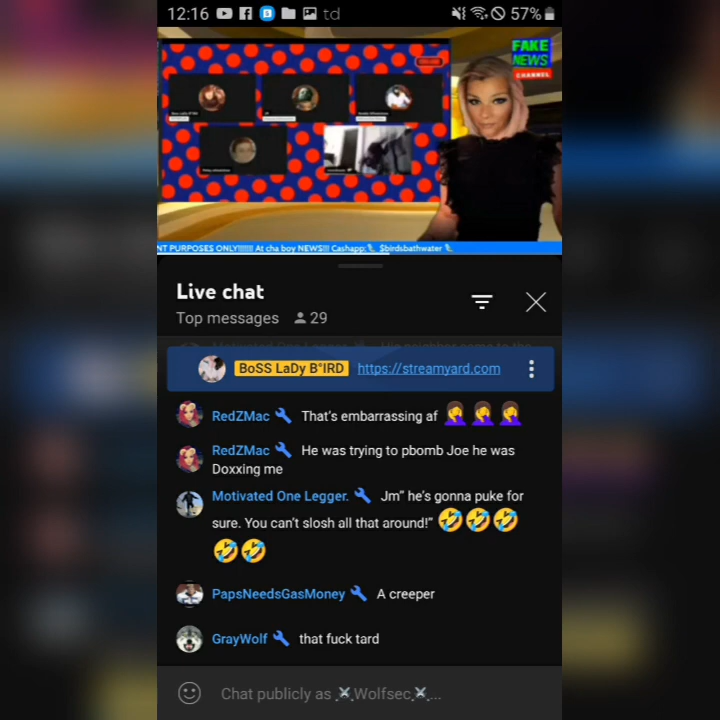 12:16 td 57%
FAKE
NEWS
CHANNEL
NT PURPOSES ONLY!!!!!!! At cha boy NEWS!!! Cashapp: $birdsbathwater
Live chat
Top messages 29
BoSS LaDy B°IRD https://streamyard.com
RedZMac That's embarrassing af 🤦‍♀️🤦‍♀️🤦‍♀️
RedZMac He was trying to pbomb Joe he was
Doxxing me
Motivated One Legger. Jm" he's gonna puke for
sure. You can't slosh all that around!" 🤣🤣🤣
🤣🤣
PapsNeedsGasMoney A creeper
GrayWolf that fuck tard
Chat publicly as ⚔Wolfsec⚔...